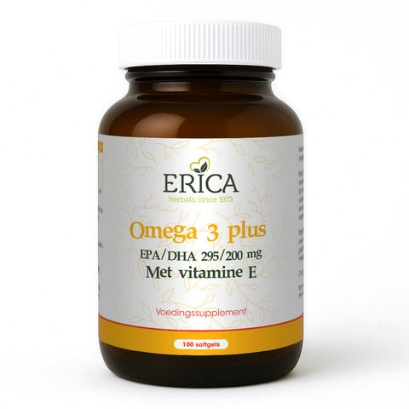 ERICA
herbals since 1973
Omega 3 plus
EPA/DHA 295/200 mg
Met vitamine E
Voedingssupplement
100 softgels